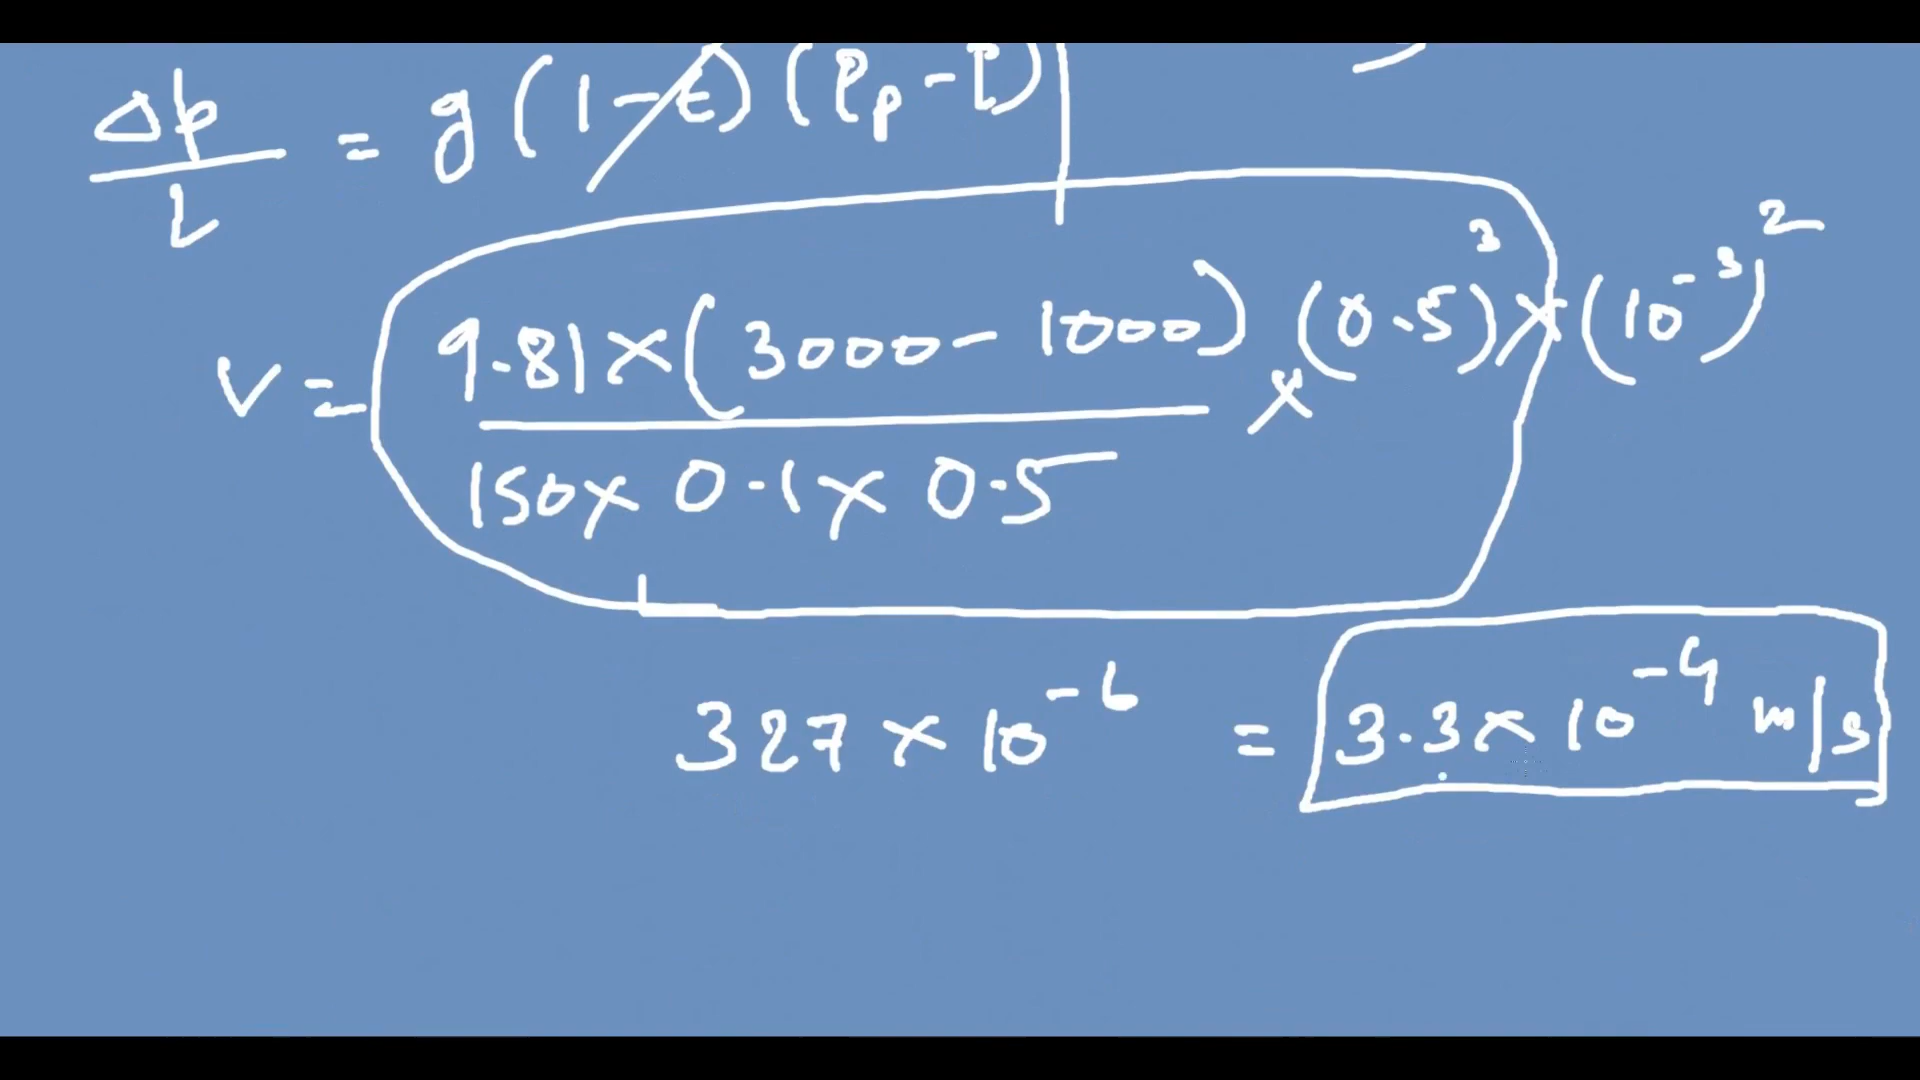 Δp/L = g (1-ε) (ρp - ρ)
v = 9.81 × (3000 - 1000) / 150 × 0.1 × 0.5 × (0.5)³ × (10⁻³)²
327 × 10⁻⁶ = 3.3 × 10⁻⁴ m/s